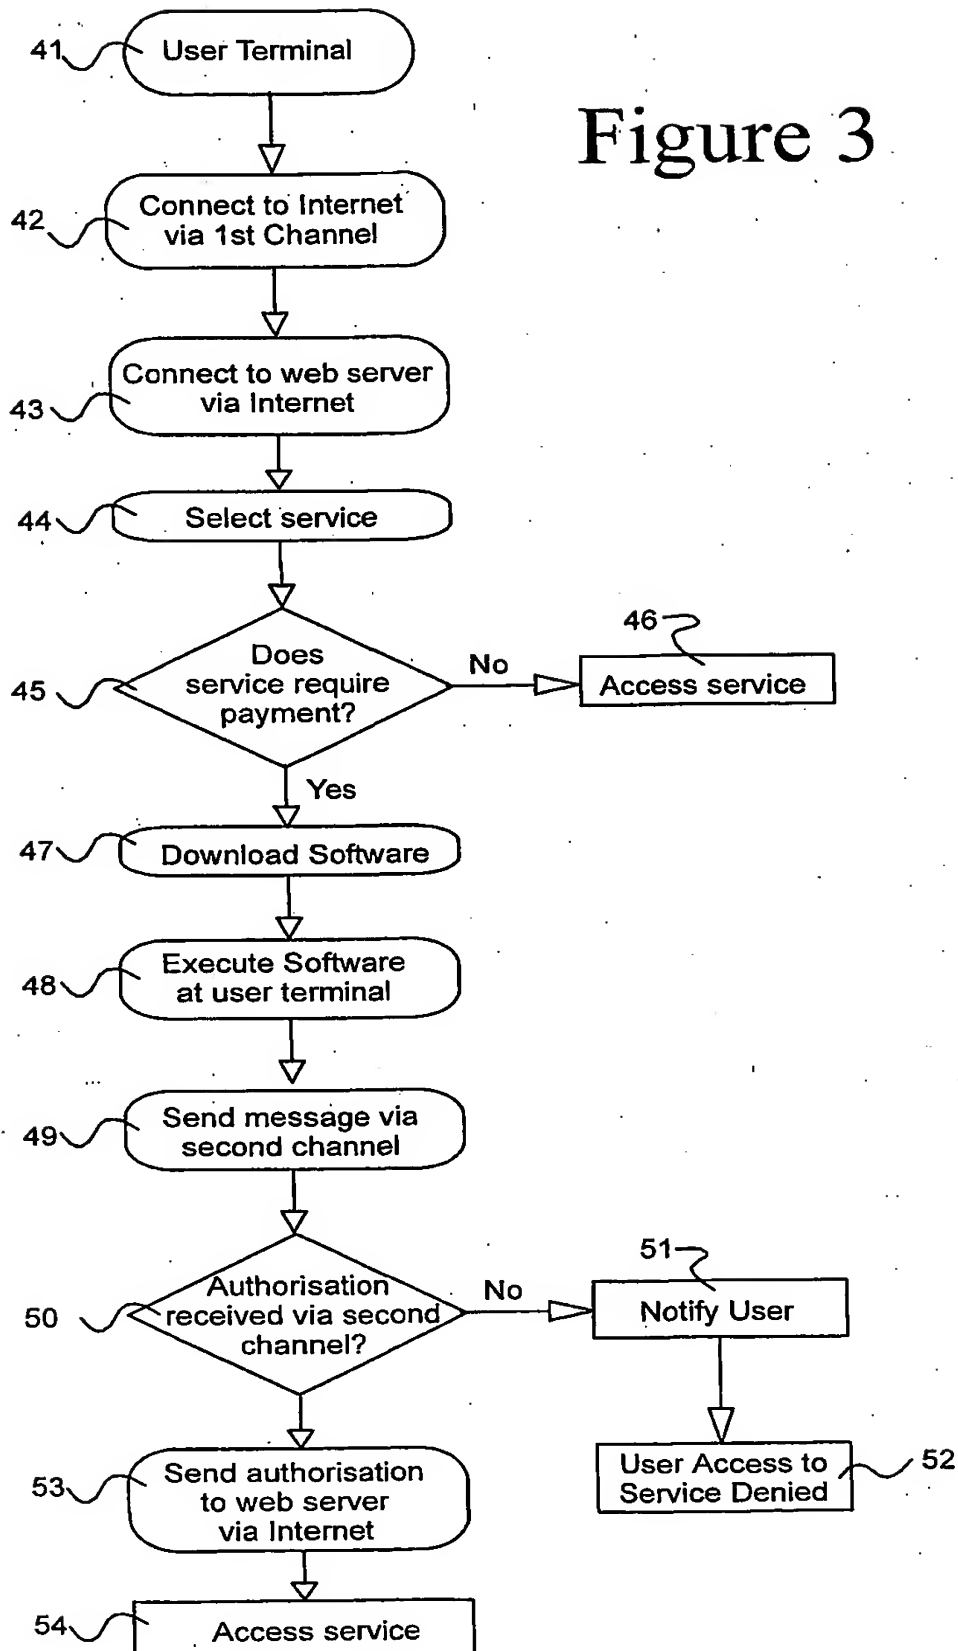 Figure 3
41
User Terminal
42
Connect to Internet
via 1st Channel
43
Connect to web server
via Internet
44
Select service
45
Does
service require
payment?
No
46
Access service
Yes
47
Download Software
48
Execute Software
at user terminal
49
Send message via
second channel
50
Authorisation
received via second
channel?
No
51
Notify User
52
User Access to
Service Denied
53
Send authorisation
to web server
via Internet
54
Access service